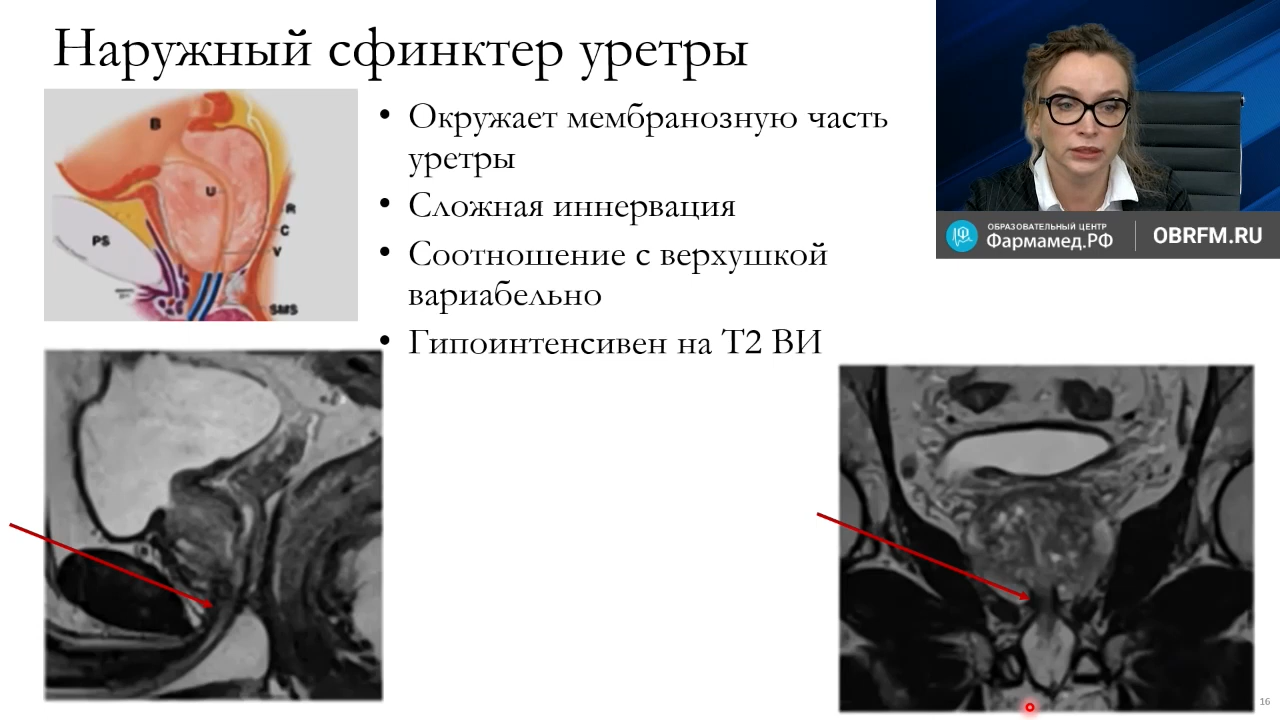 Наружный сфинктер уретры
B
U
R
C
PS
V
SMS
• Окружает мембранозную часть
уретры
• Сложная иннервация
• Соотношение с верхушкой
вариабельно
• Гипоинтенсивен на Т2 ВИ
ОБРАЗОВАТЕЛЬНЫЙ ЦЕНТР
Фармамед.РФ
OBRFM.RU
16